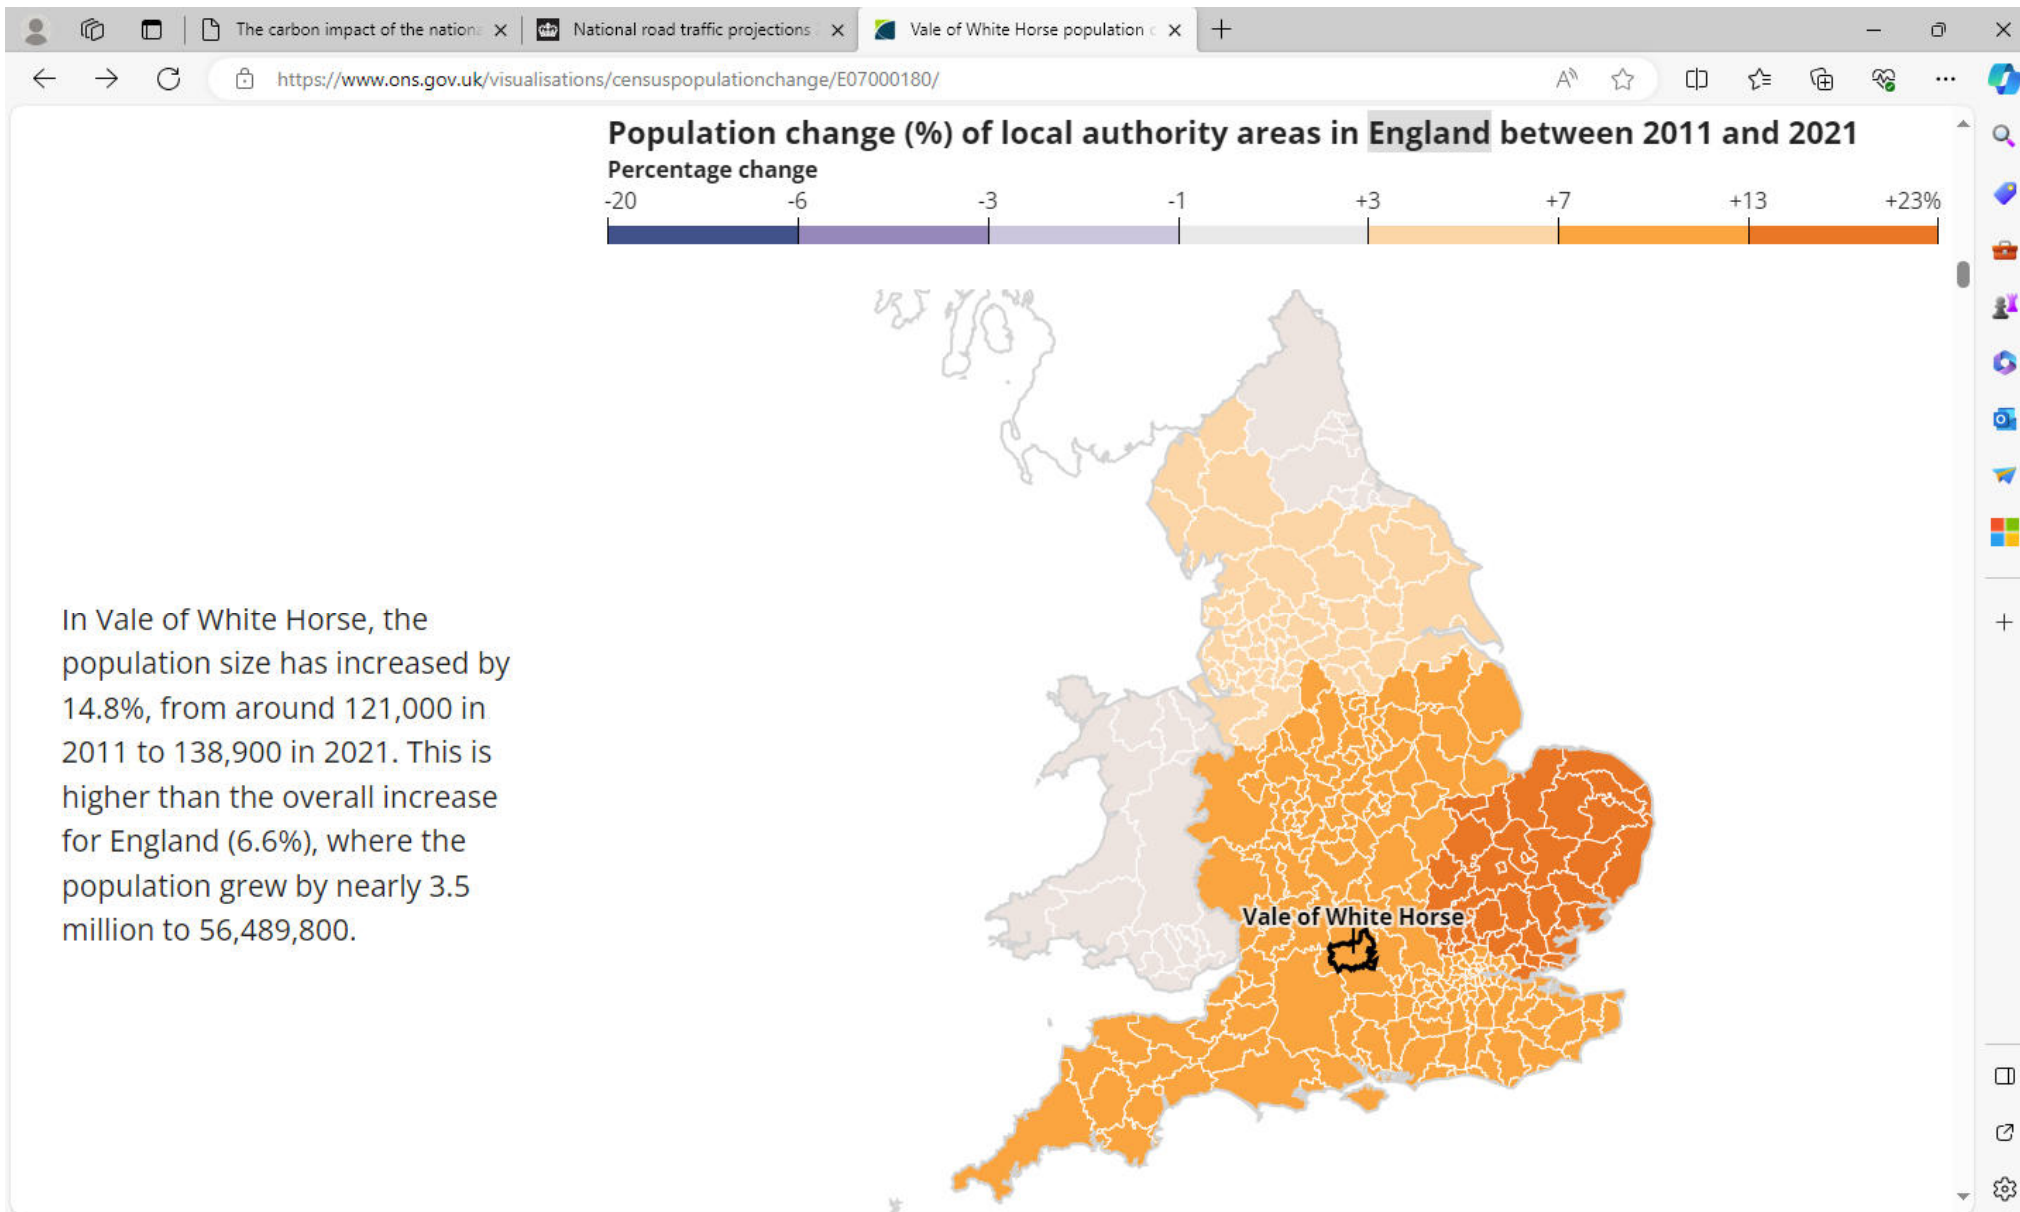 The carbon impact of the nationa
National road traffic projections 2
Vale of White Horse population c
https://www.ons.gov.uk/visualisations/censuspopulationchange/E07000180/
Population change (%) of local authority areas in England between 2011 and 2021
Percentage change
-20 -6 -3 -1 +3 +7 +13 +23%
In Vale of White Horse, the
population size has increased by
14.8%, from around 121,000 in
2011 to 138,900 in 2021. This is
higher than the overall increase
for England (6.6%), where the
population grew by nearly 3.5
million to 56,489,800.
Vale of White Horse